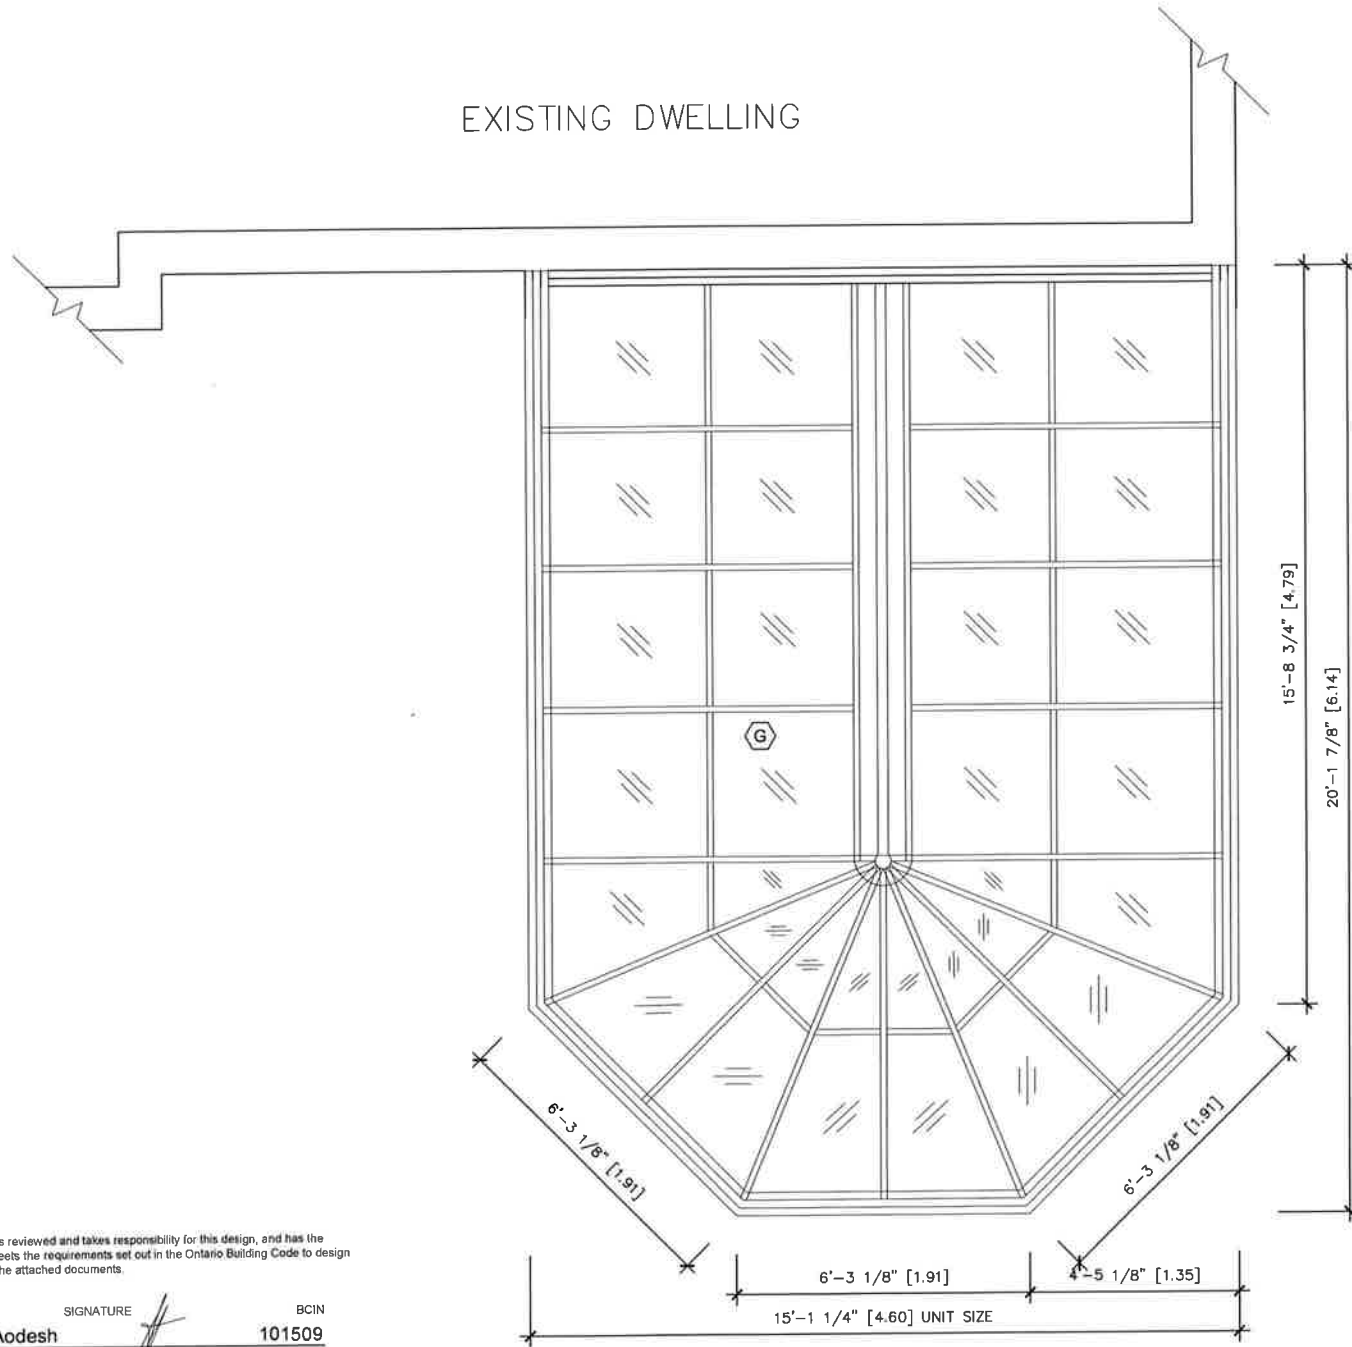 EXISTING DWELLING
15'-8 3/4" [4.79]
20'-1 7/8" [6.14]
G
6'-3 1/8" [1.91]
6'-3 1/8" [1.91]
6'-3 1/8" [1.91]
4'-5 1/8" [1.35]
15'-1 1/4" [4.60] UNIT SIZE
reviewed and takes responsibility for this design, and has the
the requirements set out in the Ontario Building Code to design
attached documents.
SIGNATURE BCIN
101509